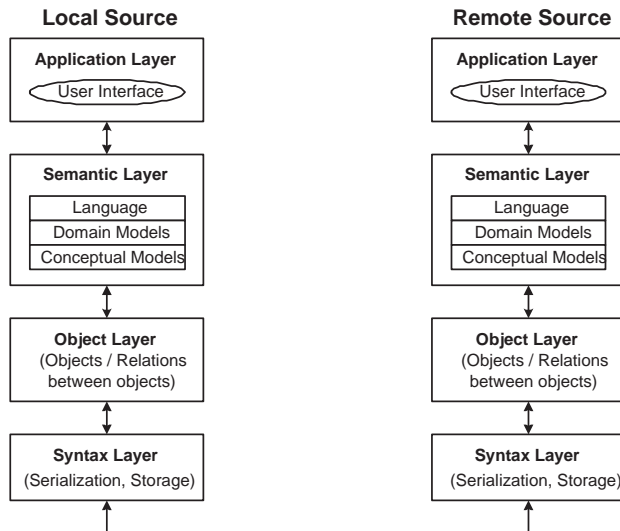 Local Source
Application Layer
User Interface
Semantic Layer
Language
Domain Models
Conceptual Models
Object Layer
(Objects / Relations
between objects)
Syntax Layer
(Serialization, Storage)
Remote Source
Application Layer
User Interface
Semantic Layer
Language
Domain Models
Conceptual Models
Object Layer
(Objects / Relations
between objects)
Syntax Layer
(Serialization, Storage)